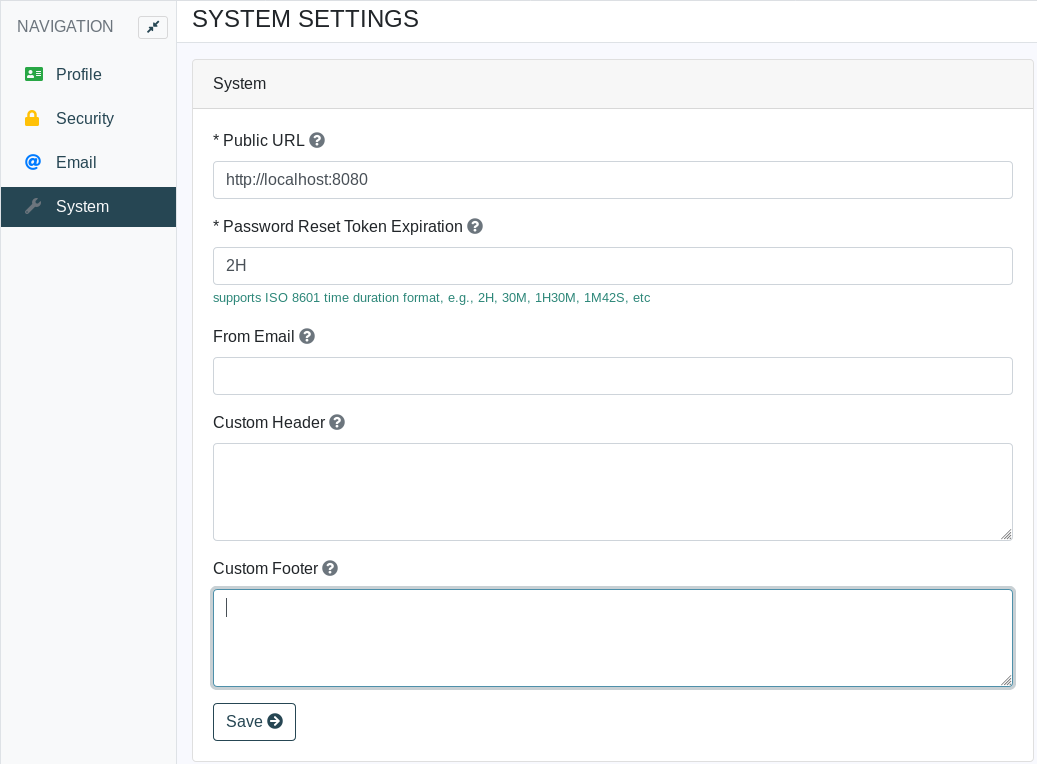 NAVIGATION
SYSTEM SETTINGS
Profile
Security
Email
System
System
* Public URL
http://localhost:8080
* Password Reset Token Expiration
2H
supports ISO 8601 time duration format, e.g., 2H, 30M, 1H30M, 1M42S, etc
From Email
Custom Header
Custom Footer
Save